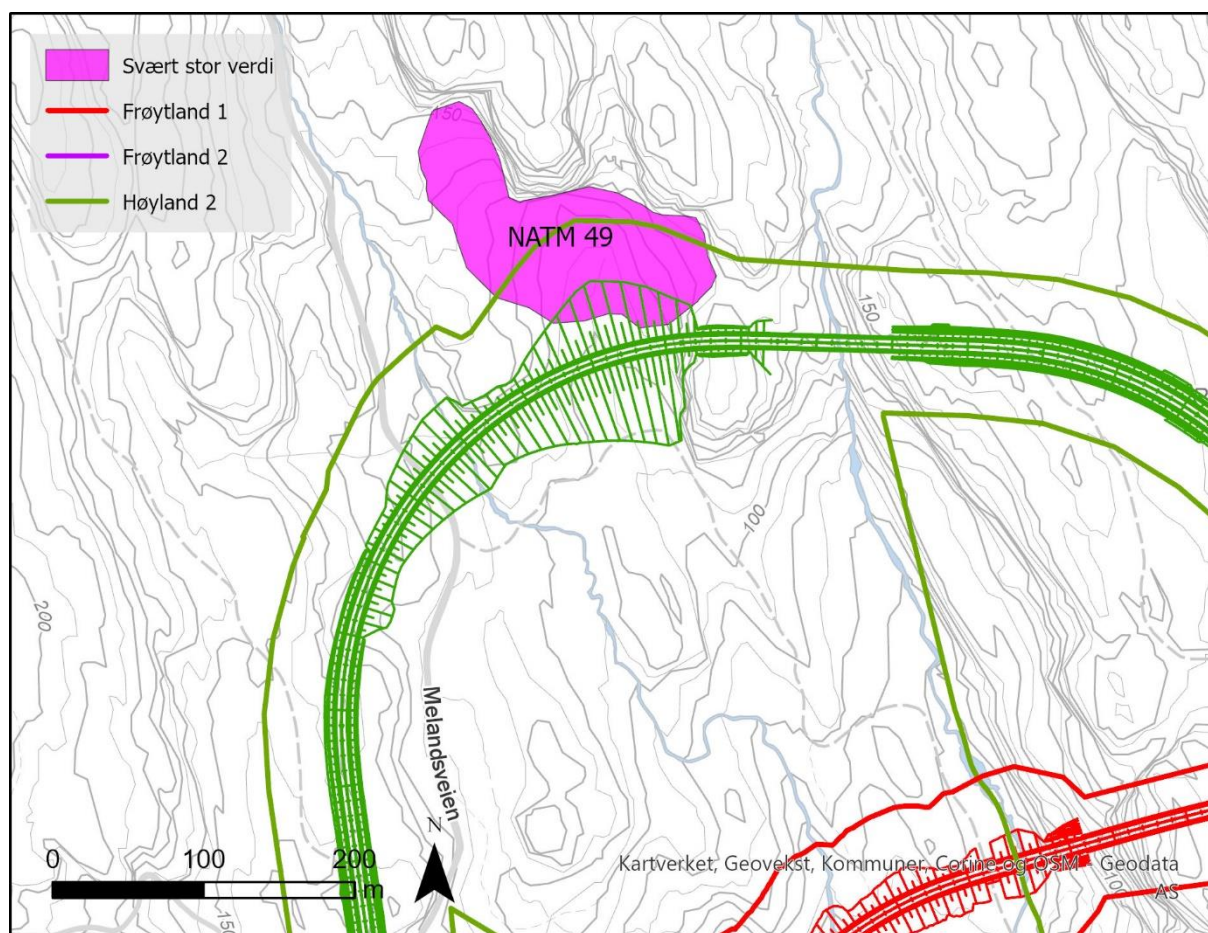 Svært stor verdi
Frøytland 1
Frøytland 2
Høyland 2
150
NATM 49
150
100
200
Melandsveien
N
0 100 200
m
Kartverket, Geovekst, Kommuner, Corine og OSM - Geodata
AS
100
150